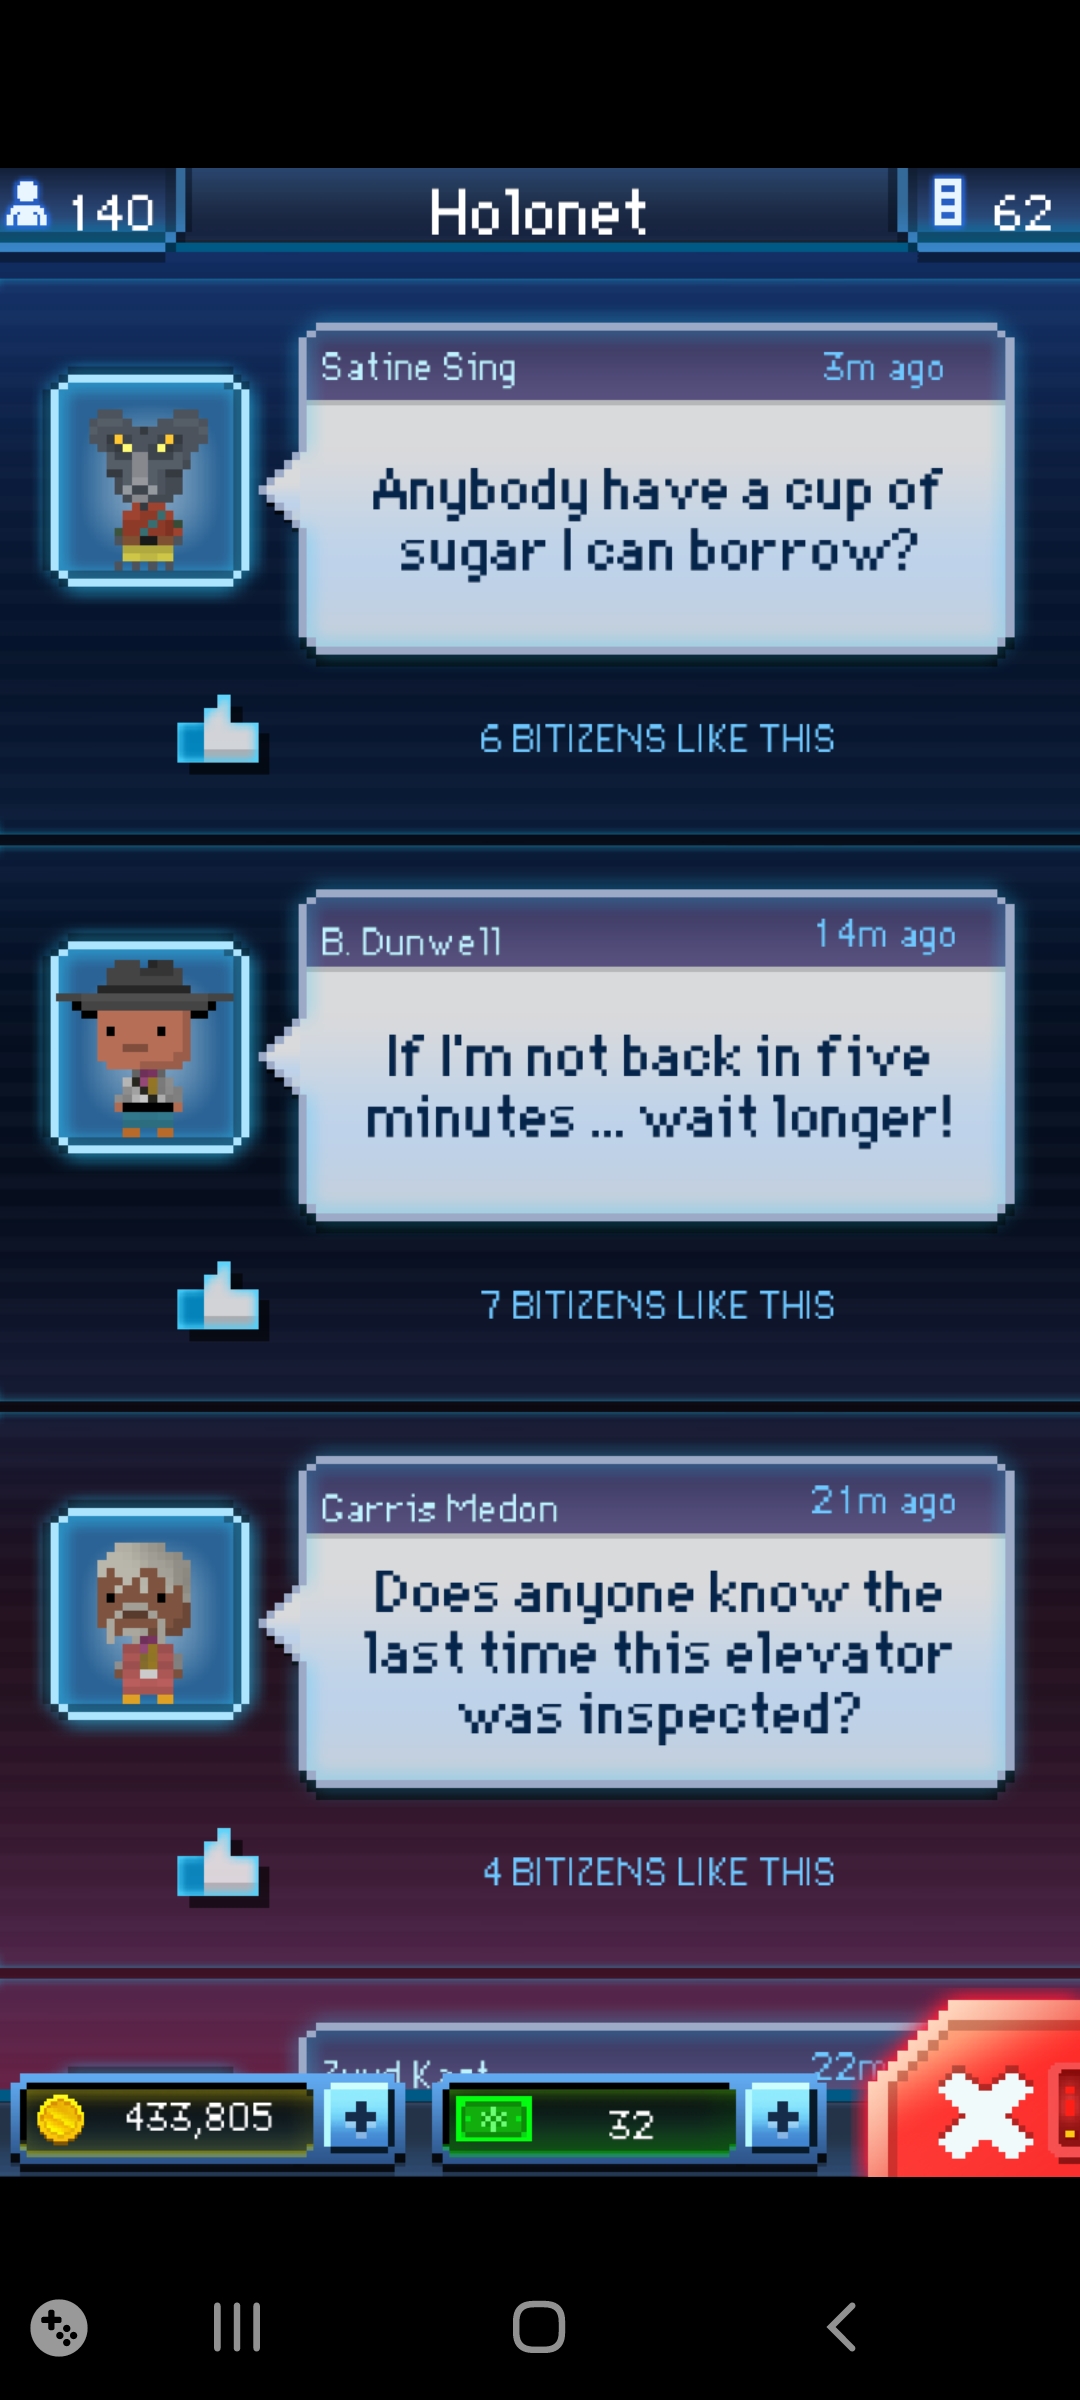 140
Holonet
62
Satine Sing
3m ago
Anybody have a cup of
sugar I can borrow?
6 BITIZENS LIKE THIS
B. Dunwell
14m ago
If I'm not back in five
minutes ... wait longer!
7 BITIZENS LIKE THIS
Garris Medon
21m ago
Does anyone know the
last time this elevator
was inspected?
4 BITIZENS LIKE THIS
22m
433,805
32